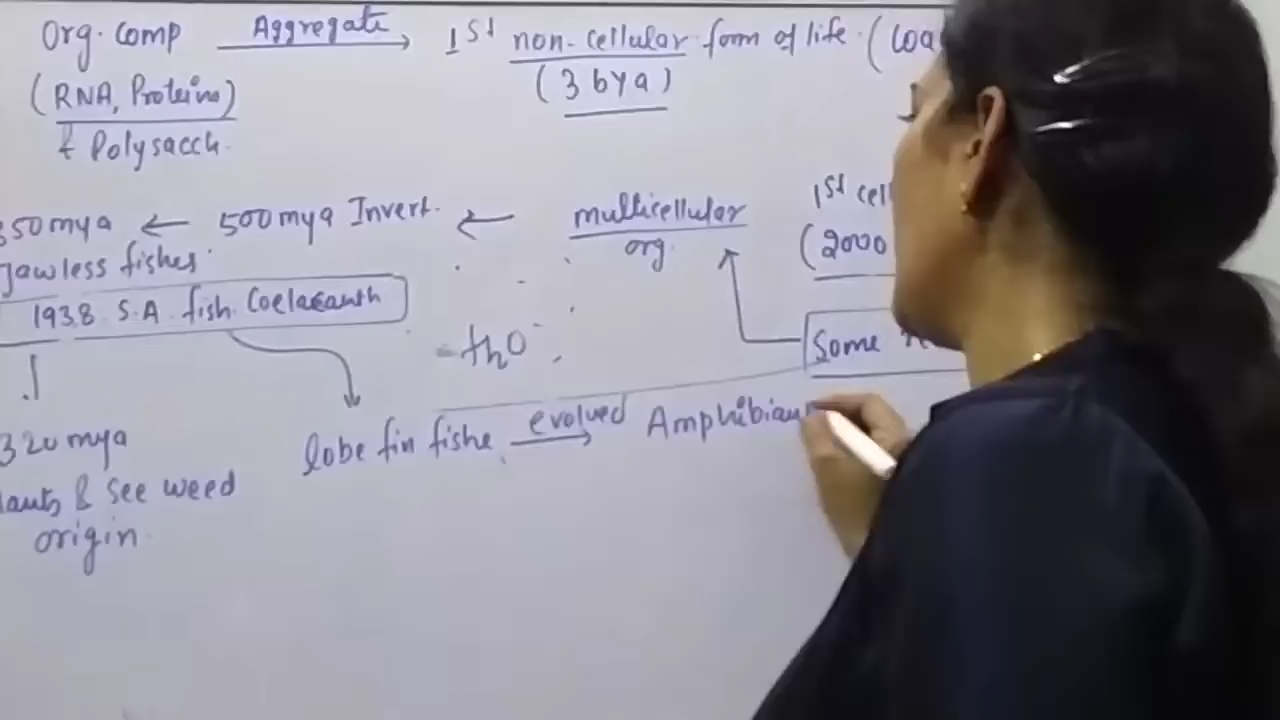 Org. Comp Aggregate 1st non-cellular form of life (Coa
(RNA, Proteins) (3 bya)
& Polysacch.
350 mya ← 500 mya Invert. ← multicellular org. 1st cel
Jawless fishes (2000
1938 S.A. fish Coelacanth
Some
lobe fin fishe evolved Amphibian
320 mya
lants & See weed
origin